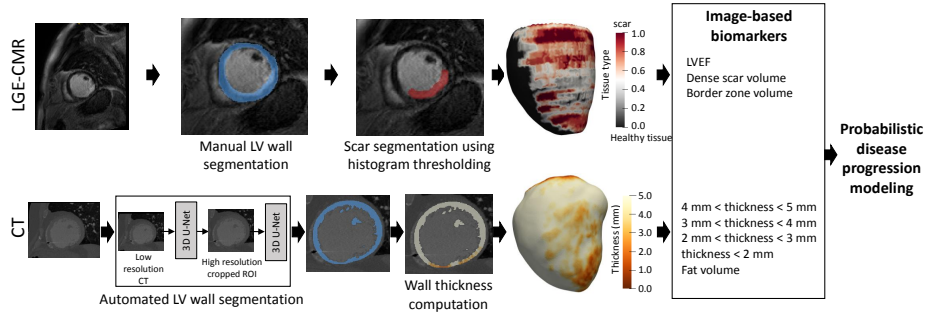 LGE-CMR
Manual LV wall
segmentation
Scar segmentation using
histogram thresholding
scar
1.0
0.8
0.6
0.4
0.2
0.0
Tissue type
Healthy tissue
Image-based
biomarkers
LVEF
Dense scar volume
Border zone volume
Probabilistic
disease
progression
modeling
CT
Low
resolution
CT
3D U-Net
High resolution
cropped ROI
3D U-Net
Automated LV wall segmentation
Wall thickness
computation
5.0
4.0
3.0
2.0
1.0
0.0
Thickness (mm)
4 mm < thickness < 5 mm
3 mm < thickness < 4 mm
2 mm < thickness < 3 mm
thickness < 2 mm
Fat volume